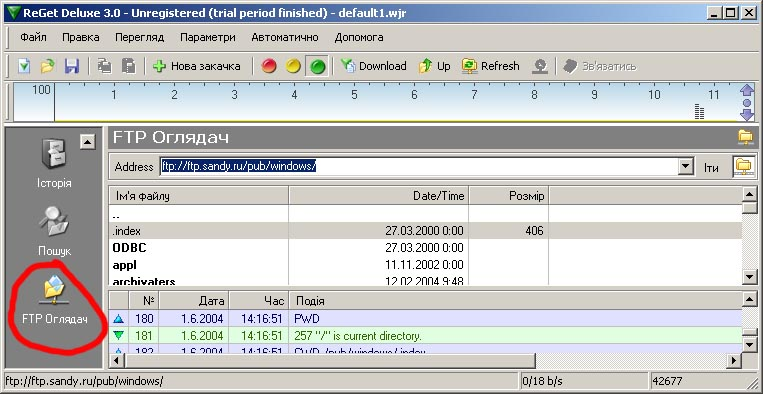 ReGet Deluxe 3.0 - Unregistered (trial period finished) - default1.wjr
Файл Правка Перегляд Параметри Автоматично Допомога
Нова закачка Download Up Refresh Зв'язатись
100 1 2 3 4 5 6 7 8 9 10 11
Історія
Пошук
FTP Оглядач
FTP Оглядач
Address ftp://ftp.sandy.ru/pub/windows/ Іти
Ім'я файлу Date/Time Розмір
..
.index 27.03.2000 0:00 406
ODBC 27.03.2000 0:00
appl 11.11.2002 0:00
archivaters 12.02.2004 9:48
№ Дата Час Подія
180 1.6.2004 14:16:51 PWD
181 1.6.2004 14:16:51 257 "/" is current directory.
182 1.6.2004 14:16:51 CWD /pub/windows/.index
ftp://ftp.sandy.ru/pub/windows/ 0/18 b/s 42677